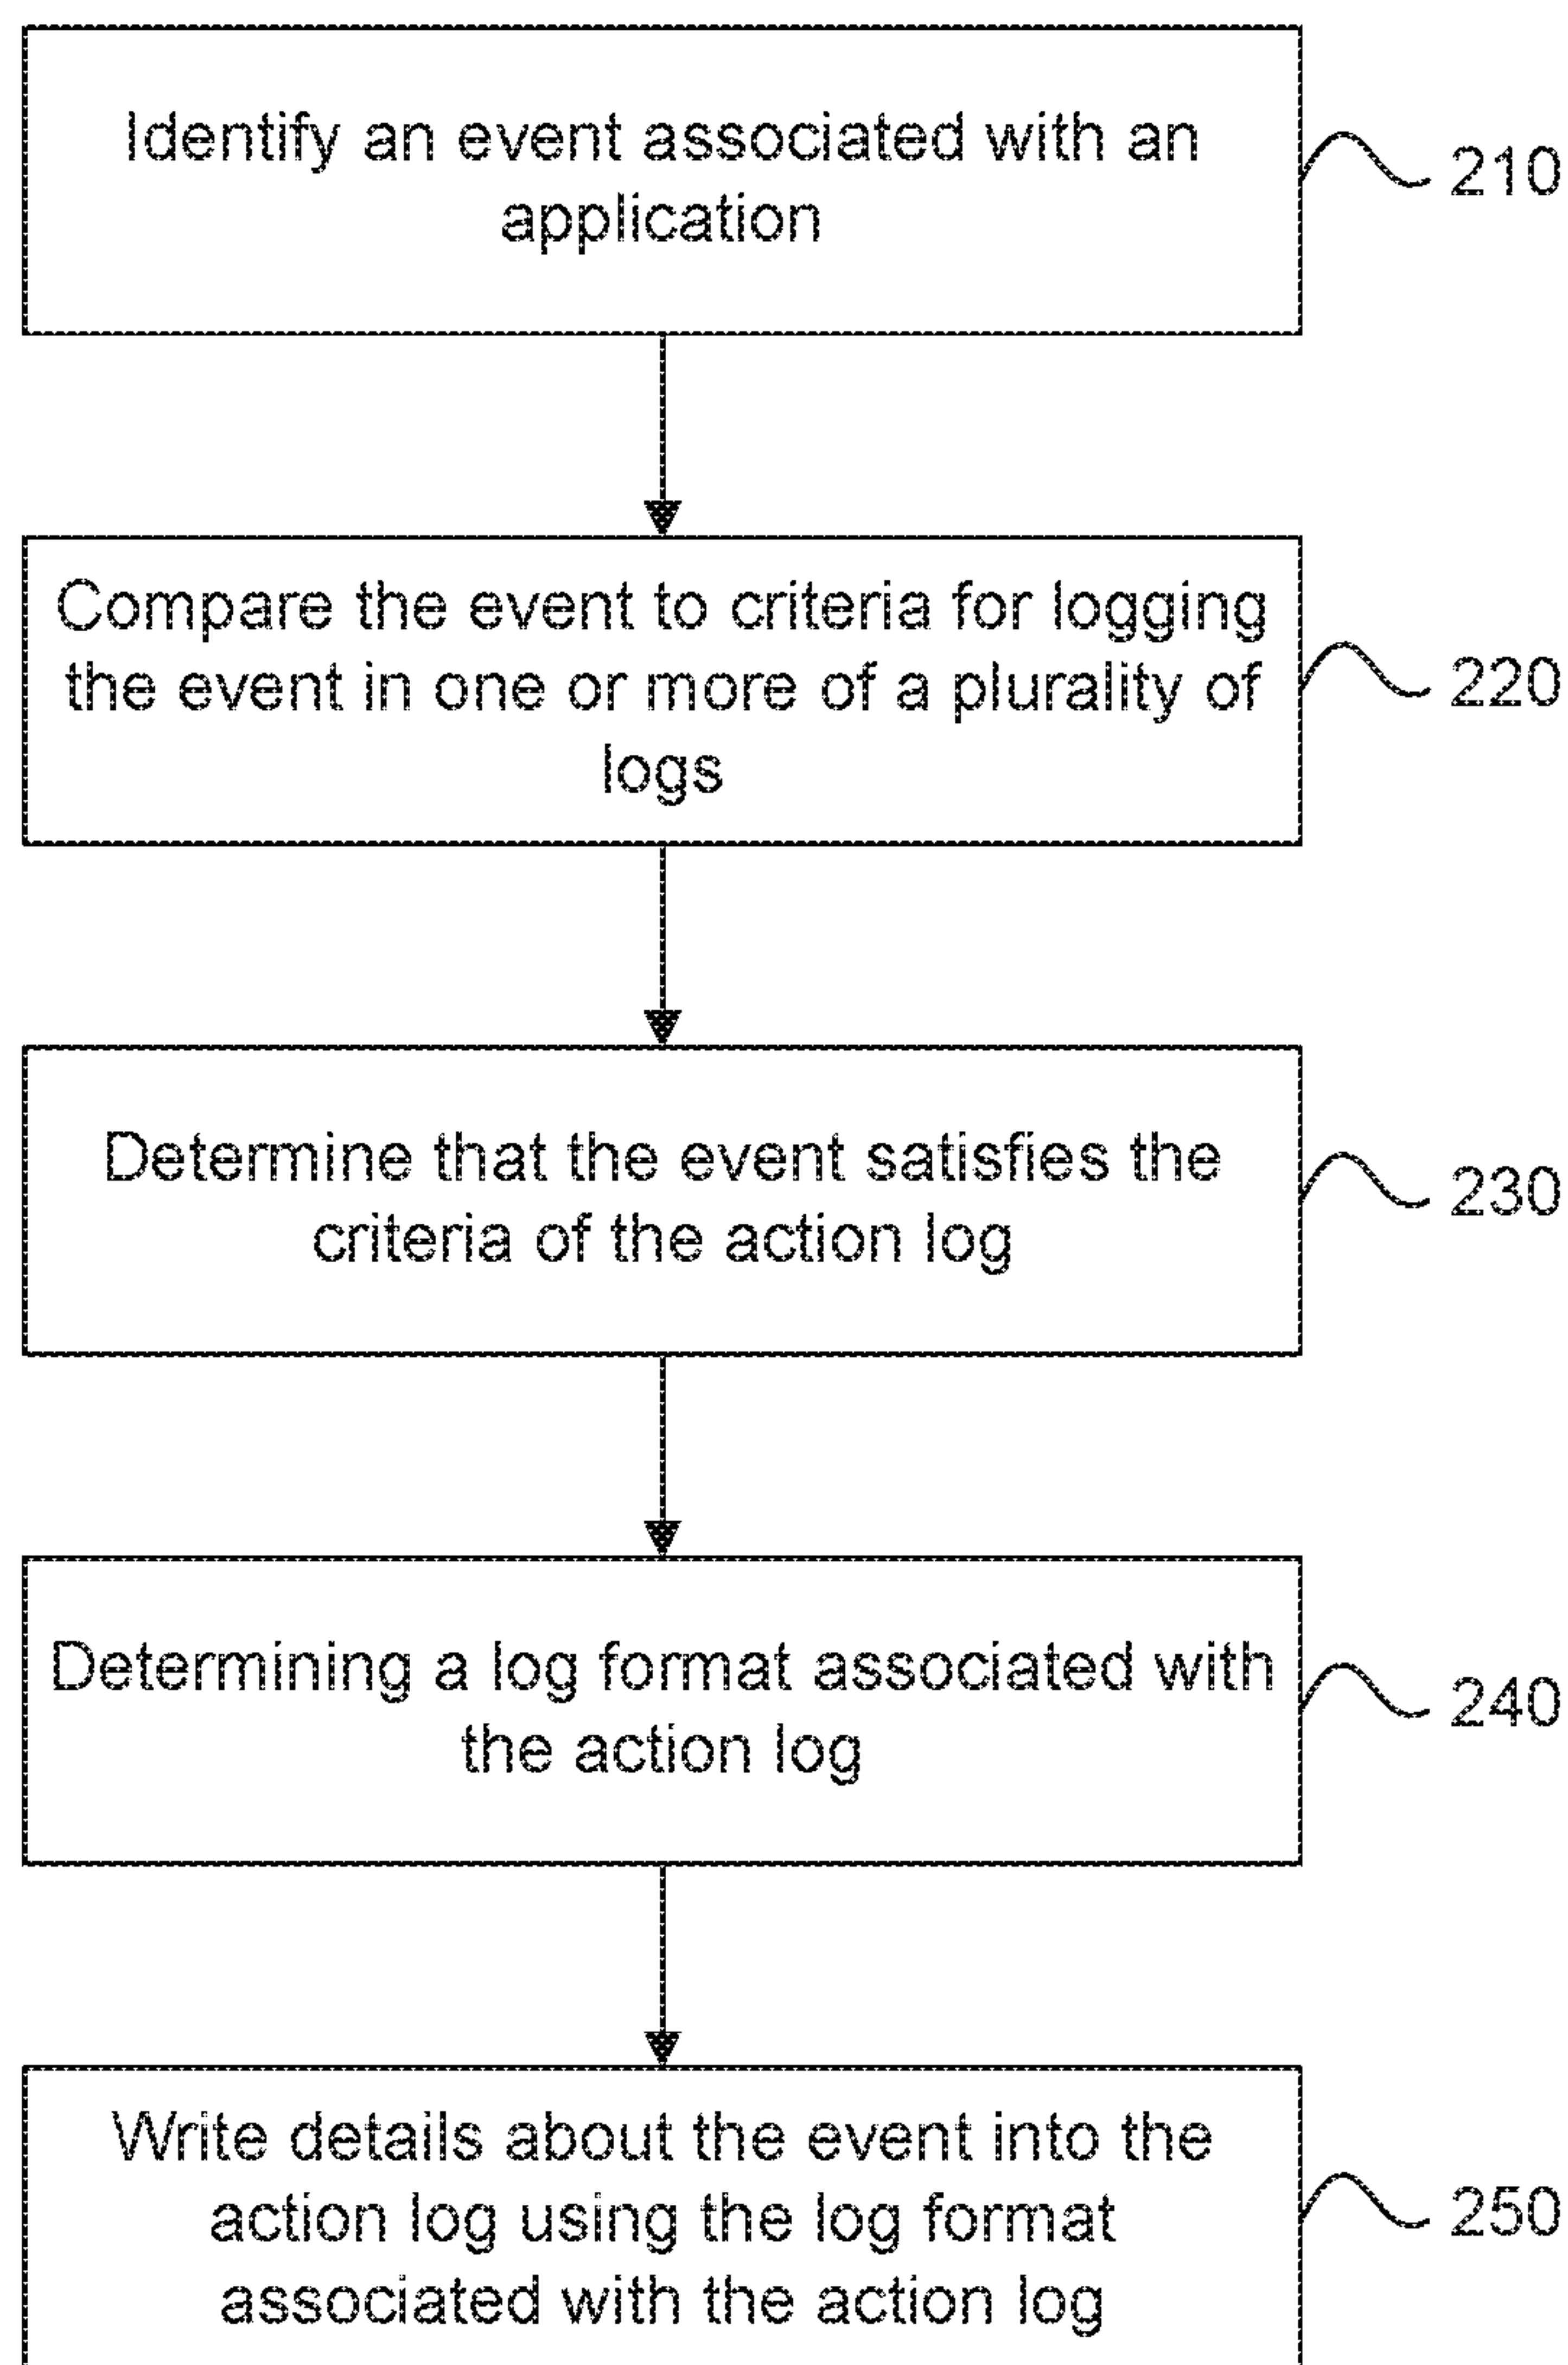 Identify an event associated with an
application
210
Compare the event to criteria for logging
the event in one or more of a plurality of
logs
220
Determine that the event satisfies the
criteria of the action log
230
Determining a log format associated with
the action log
240
Write details about the event into the
action log using the log format
associated with the action log
250